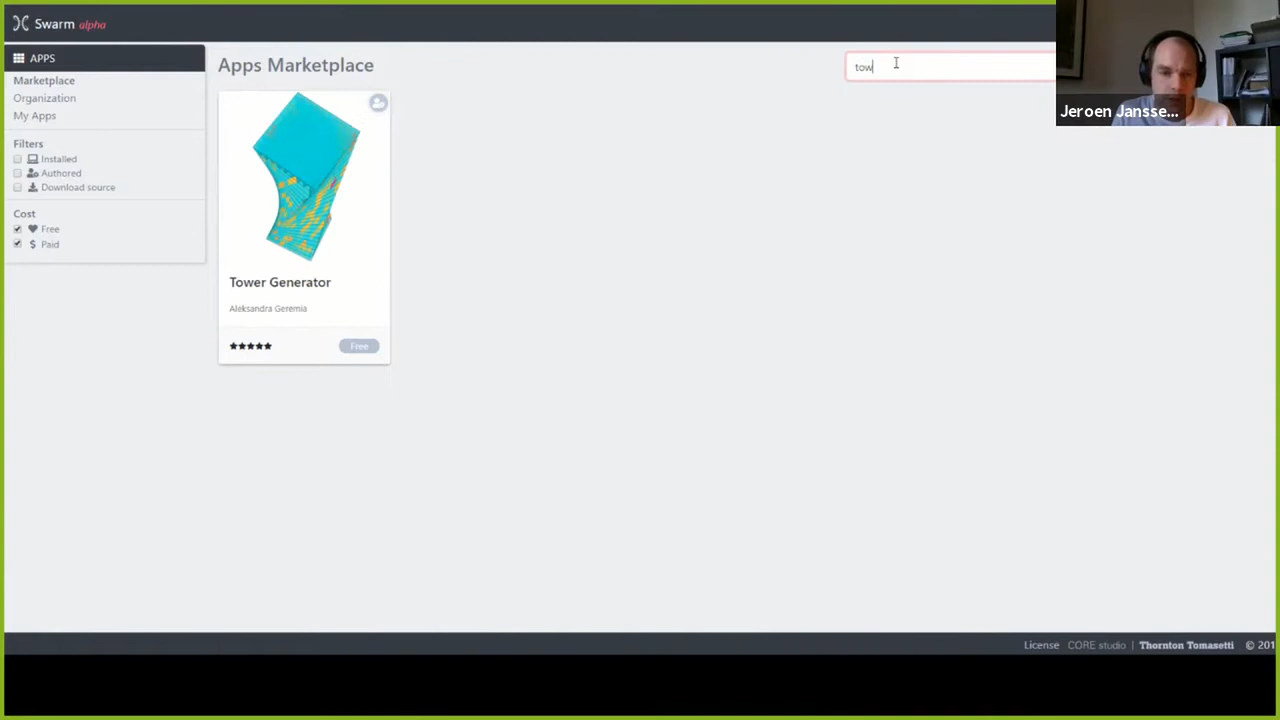 Swarm alpha
APPS
Marketplace
Organization
My Apps
Filters
Installed
Authored
Download source
Cost
Free
$ Paid
Apps Marketplace
tow
Tower Generator
Aleksandra Geremia
Free
Jeroen Jansse...
License CORE studio | Thornton Tomasetti © 201